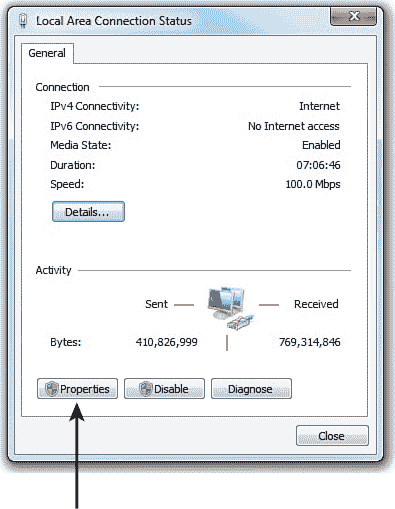 Local Area Connection Status
General
Connection
IPv4 Connectivity: Internet
IPv6 Connectivity: No Internet access
Media State: Enabled
Duration: 07:06:46
Speed: 100.0 Mbps
Details...
Activity
Sent Received
Bytes: 410,826,999 769,314,846
Properties Disable Diagnose
Close